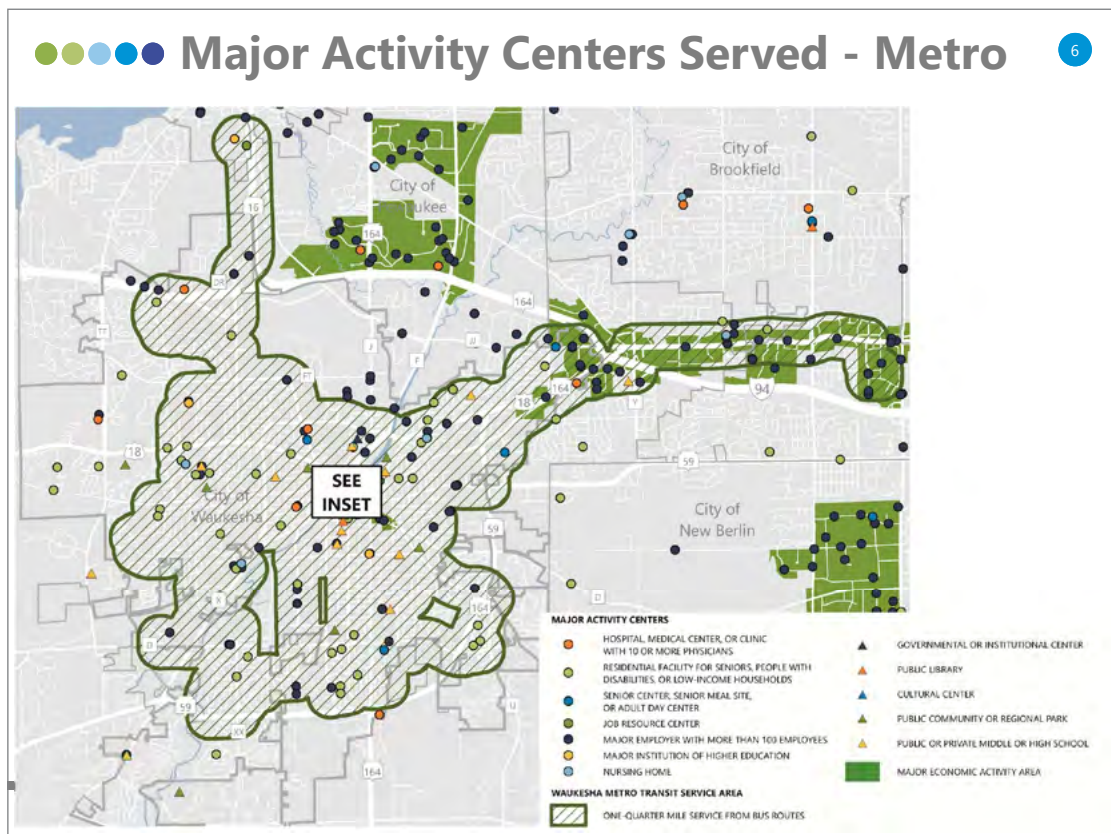 Major Activity Centers Served - Metro
6
City of
Brookfield
City of
ukee
16
164
DR
164
TT
J
F
JJ
FT
164
18
Y
94
18
59
SEE
INSET
City of
Waukesha
City of
New Berlin
59
X
D
164
D
59
U
XX
164
MAJOR ACTIVITY CENTERS
HOSPITAL, MEDICAL CENTER, OR CLINIC
WITH 10 OR MORE PHYSICIANS
RESIDENTIAL FACILITY FOR SENIORS, PEOPLE WITH
DISABILITIES, OR LOW-INCOME HOUSEHOLDS
SENIOR CENTER, SENIOR MEAL SITE,
OR ADULT DAY CENTER
JOB RESOURCE CENTER
MAJOR EMPLOYER WITH MORE THAN 100 EMPLOYEES
MAJOR INSTITUTION OF HIGHER EDUCATION
NURSING HOME
GOVERNMENTAL OR INSTITUTIONAL CENTER
PUBLIC LIBRARY
CULTURAL CENTER
PUBLIC COMMUNITY OR REGIONAL PARK
PUBLIC OR PRIVATE MIDDLE OR HIGH SCHOOL
MAJOR ECONOMIC ACTIVITY AREA
WAUKESHA METRO TRANSIT SERVICE AREA
ONE-QUARTER MILE SERVICE FROM BUS ROUTES